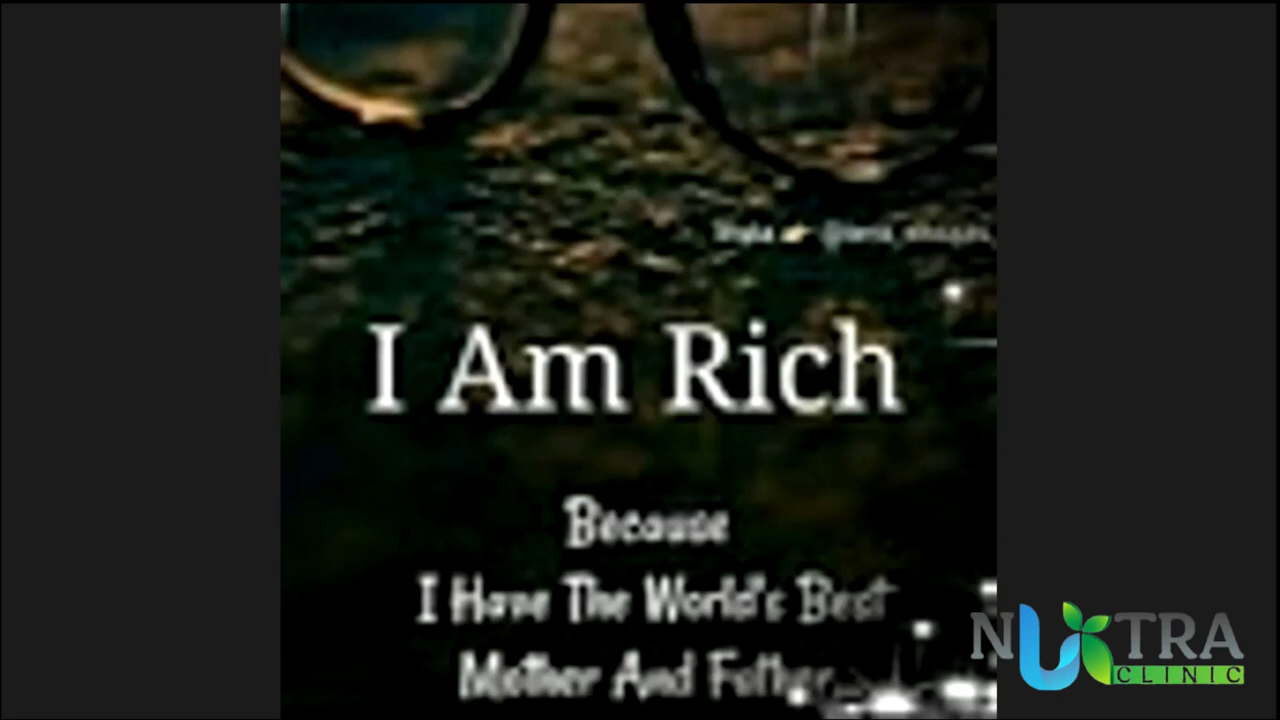 I Am Rich
Because
I Have The World's Best
Mother And Father...
NUTRA
CLINIC